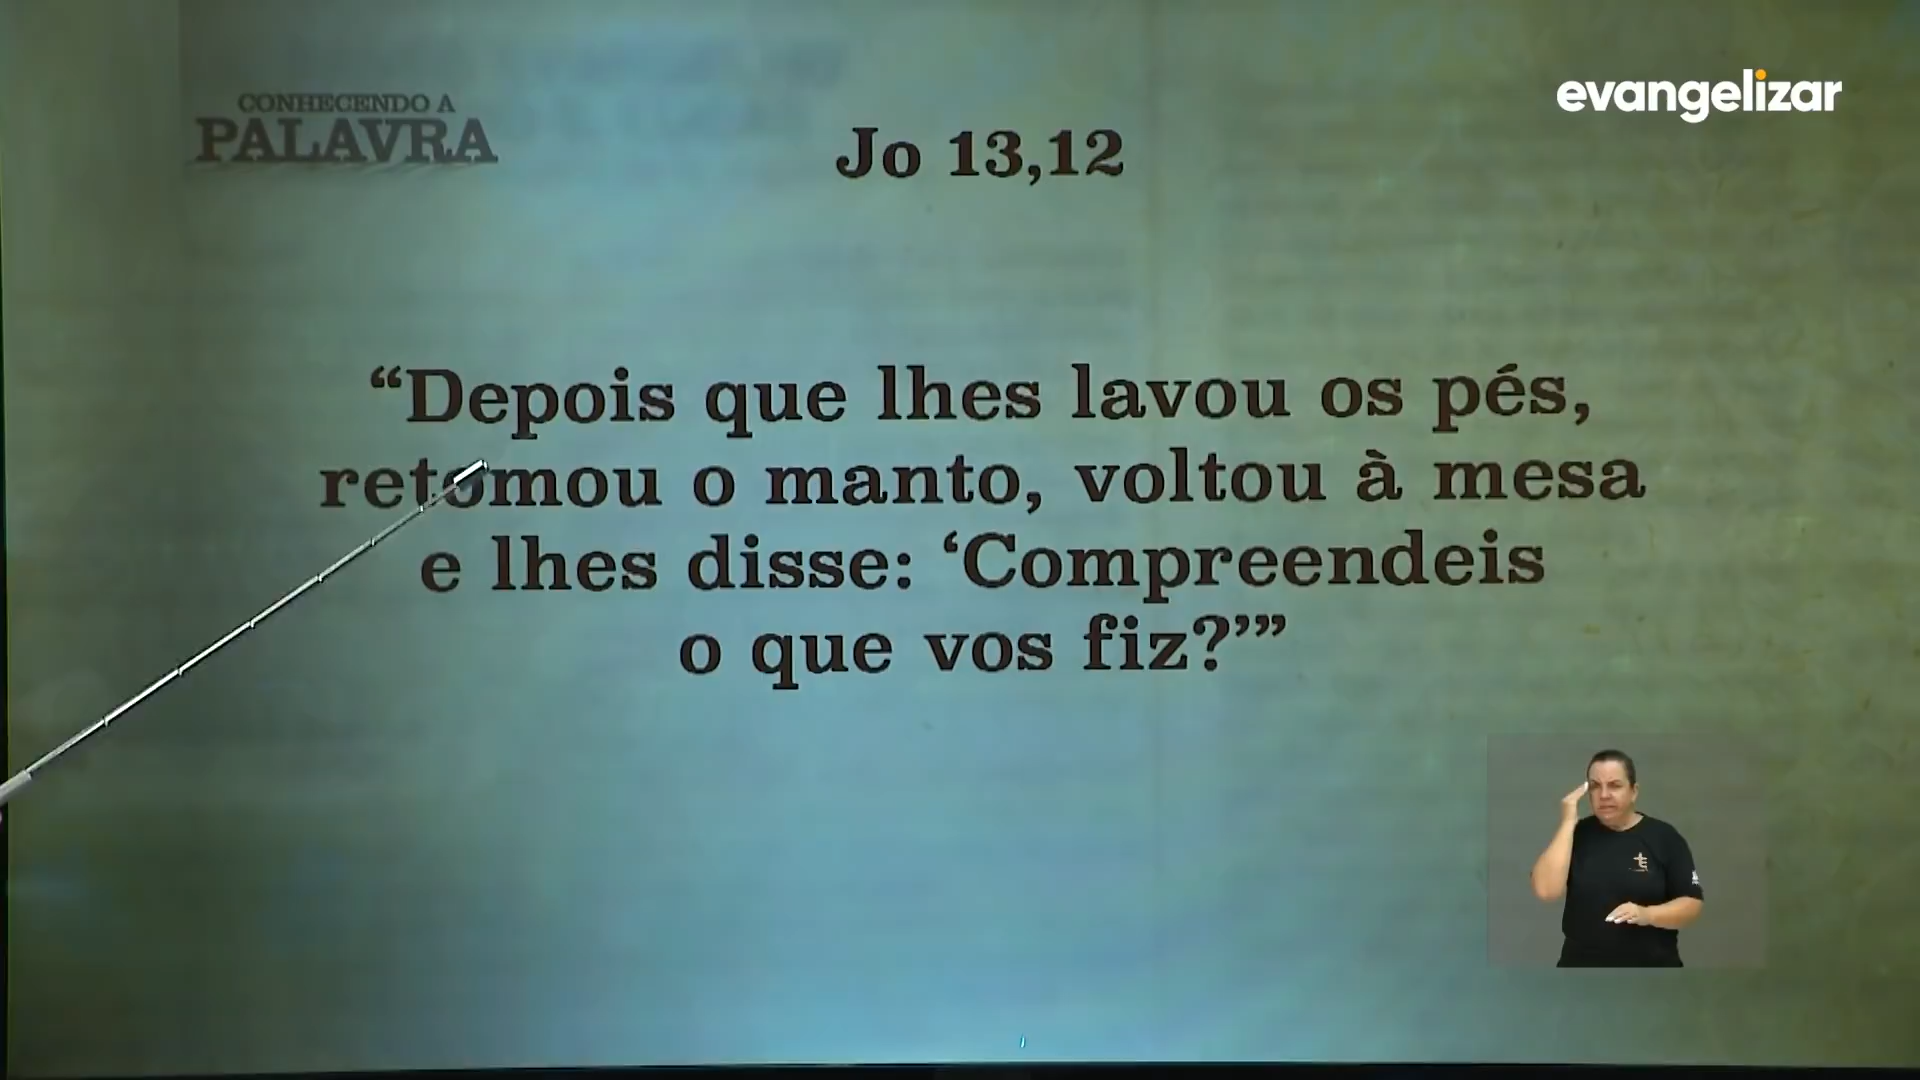 CONHECENDO A
PALAVRA
evangelizar
Jo 13,12
“Depois que lhes lavou os pés,
retomou o manto, voltou à mesa
e lhes disse: ‘Compreendeis
o que vos fiz?’”